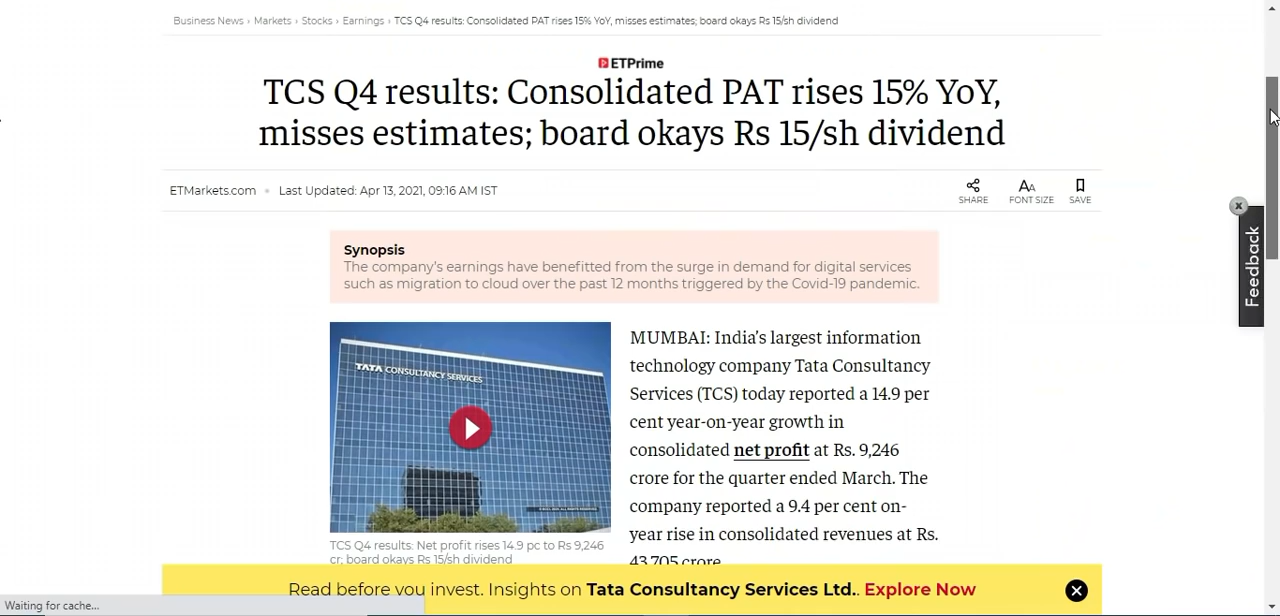 Business News › Markets › Stocks › Earnings › TCS Q4 results: Consolidated PAT rises 15% YoY, misses estimates; board okays Rs 15/sh dividend
ETPrime
TCS Q4 results: Consolidated PAT rises 15% YoY,
misses estimates; board okays Rs 15/sh dividend
ETMarkets.com • Last Updated: Apr 13, 2021, 09:16 AM IST
SHARE
FONT SIZE
SAVE
Feedback
Synopsis
The company's earnings have benefitted from the surge in demand for digital services
such as migration to cloud over the past 12 months triggered by the Covid-19 pandemic.
TATA CONSULTANCY SERVICES
TCS Q4 results: Net profit rises 14.9 pc to Rs 9,246
cr; board okays Rs 15/sh dividend
MUMBAI: India's largest information
technology company Tata Consultancy
Services (TCS) today reported a 14.9 per
cent year-on-year growth in
consolidated net profit at Rs. 9,246
crore for the quarter ended March. The
company reported a 9.4 per cent on-
year rise in consolidated revenues at Rs.
43,705 crore
Read before you invest. Insights on Tata Consultancy Services Ltd.. Explore Now
Waiting for cache...